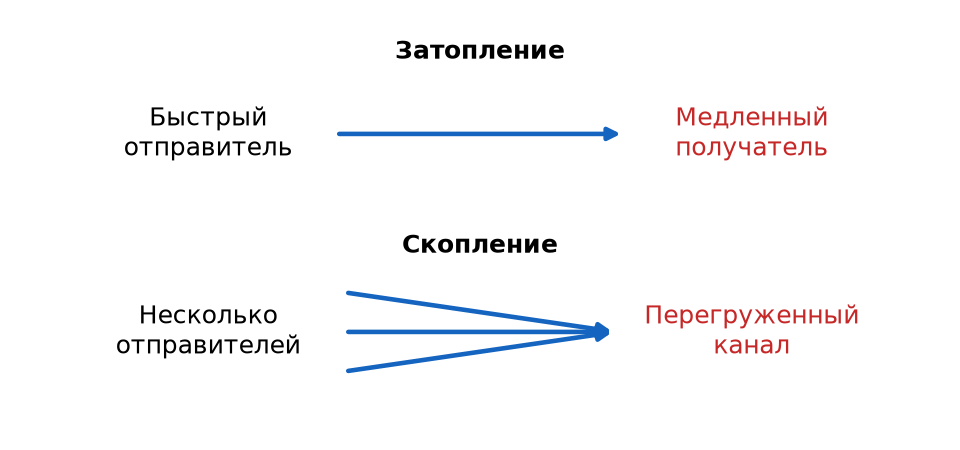 Затопление
Быстрый
отправитель
Медленный
получатель
Скопление
Несколько
отправителей
Перегруженный
канал